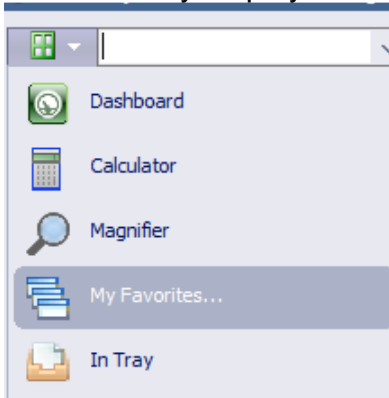 Dashboard
Calculator
Magnifier
My Favorites...
In Tray